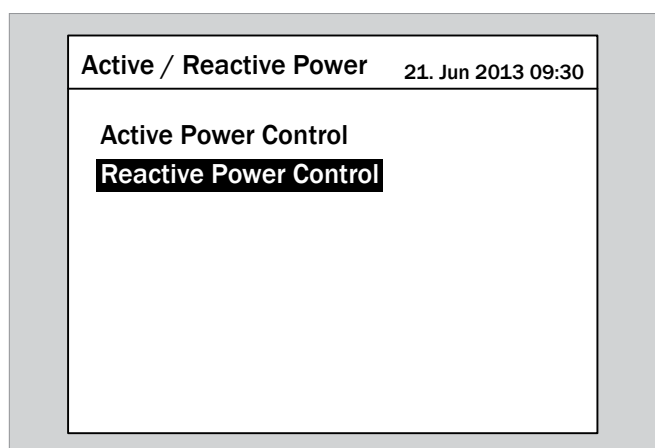 Active / Reactive Power 21. Jun 2013 09:30
Active Power Control
Reactive Power Control